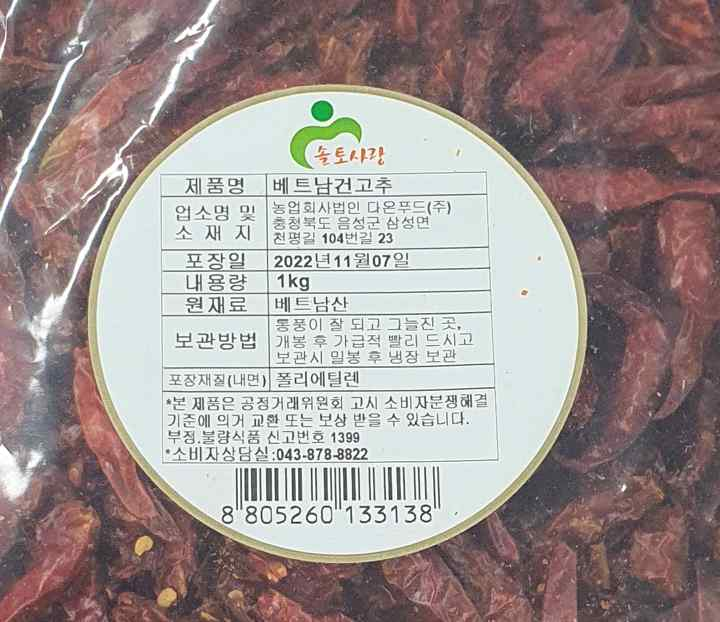 솔토사랑
제품명 베트남건고추
업소명 및 소재지 농업회사법인 다온푸드(주)
충청북도 음성군 삼성면
천평길 104번길 23
포장일 2022년11월07일
내용량 1kg
원재료 베트남산
보관방법 통풍이 잘 되고 그늘진 곳,
개봉 후 가급적 빨리 드시고
보관시 밀봉 후 냉장 보관
포장재질(내면) 폴리에틸렌
*본 제품은 공정거래위원회 고시 소비자분쟁해결
기준에 의거 교환 또는 보상 받을 수 있습니다.
부정.불량식품 신고번호 1399
*소비자상담실:043-878-8822
8 805260 133138